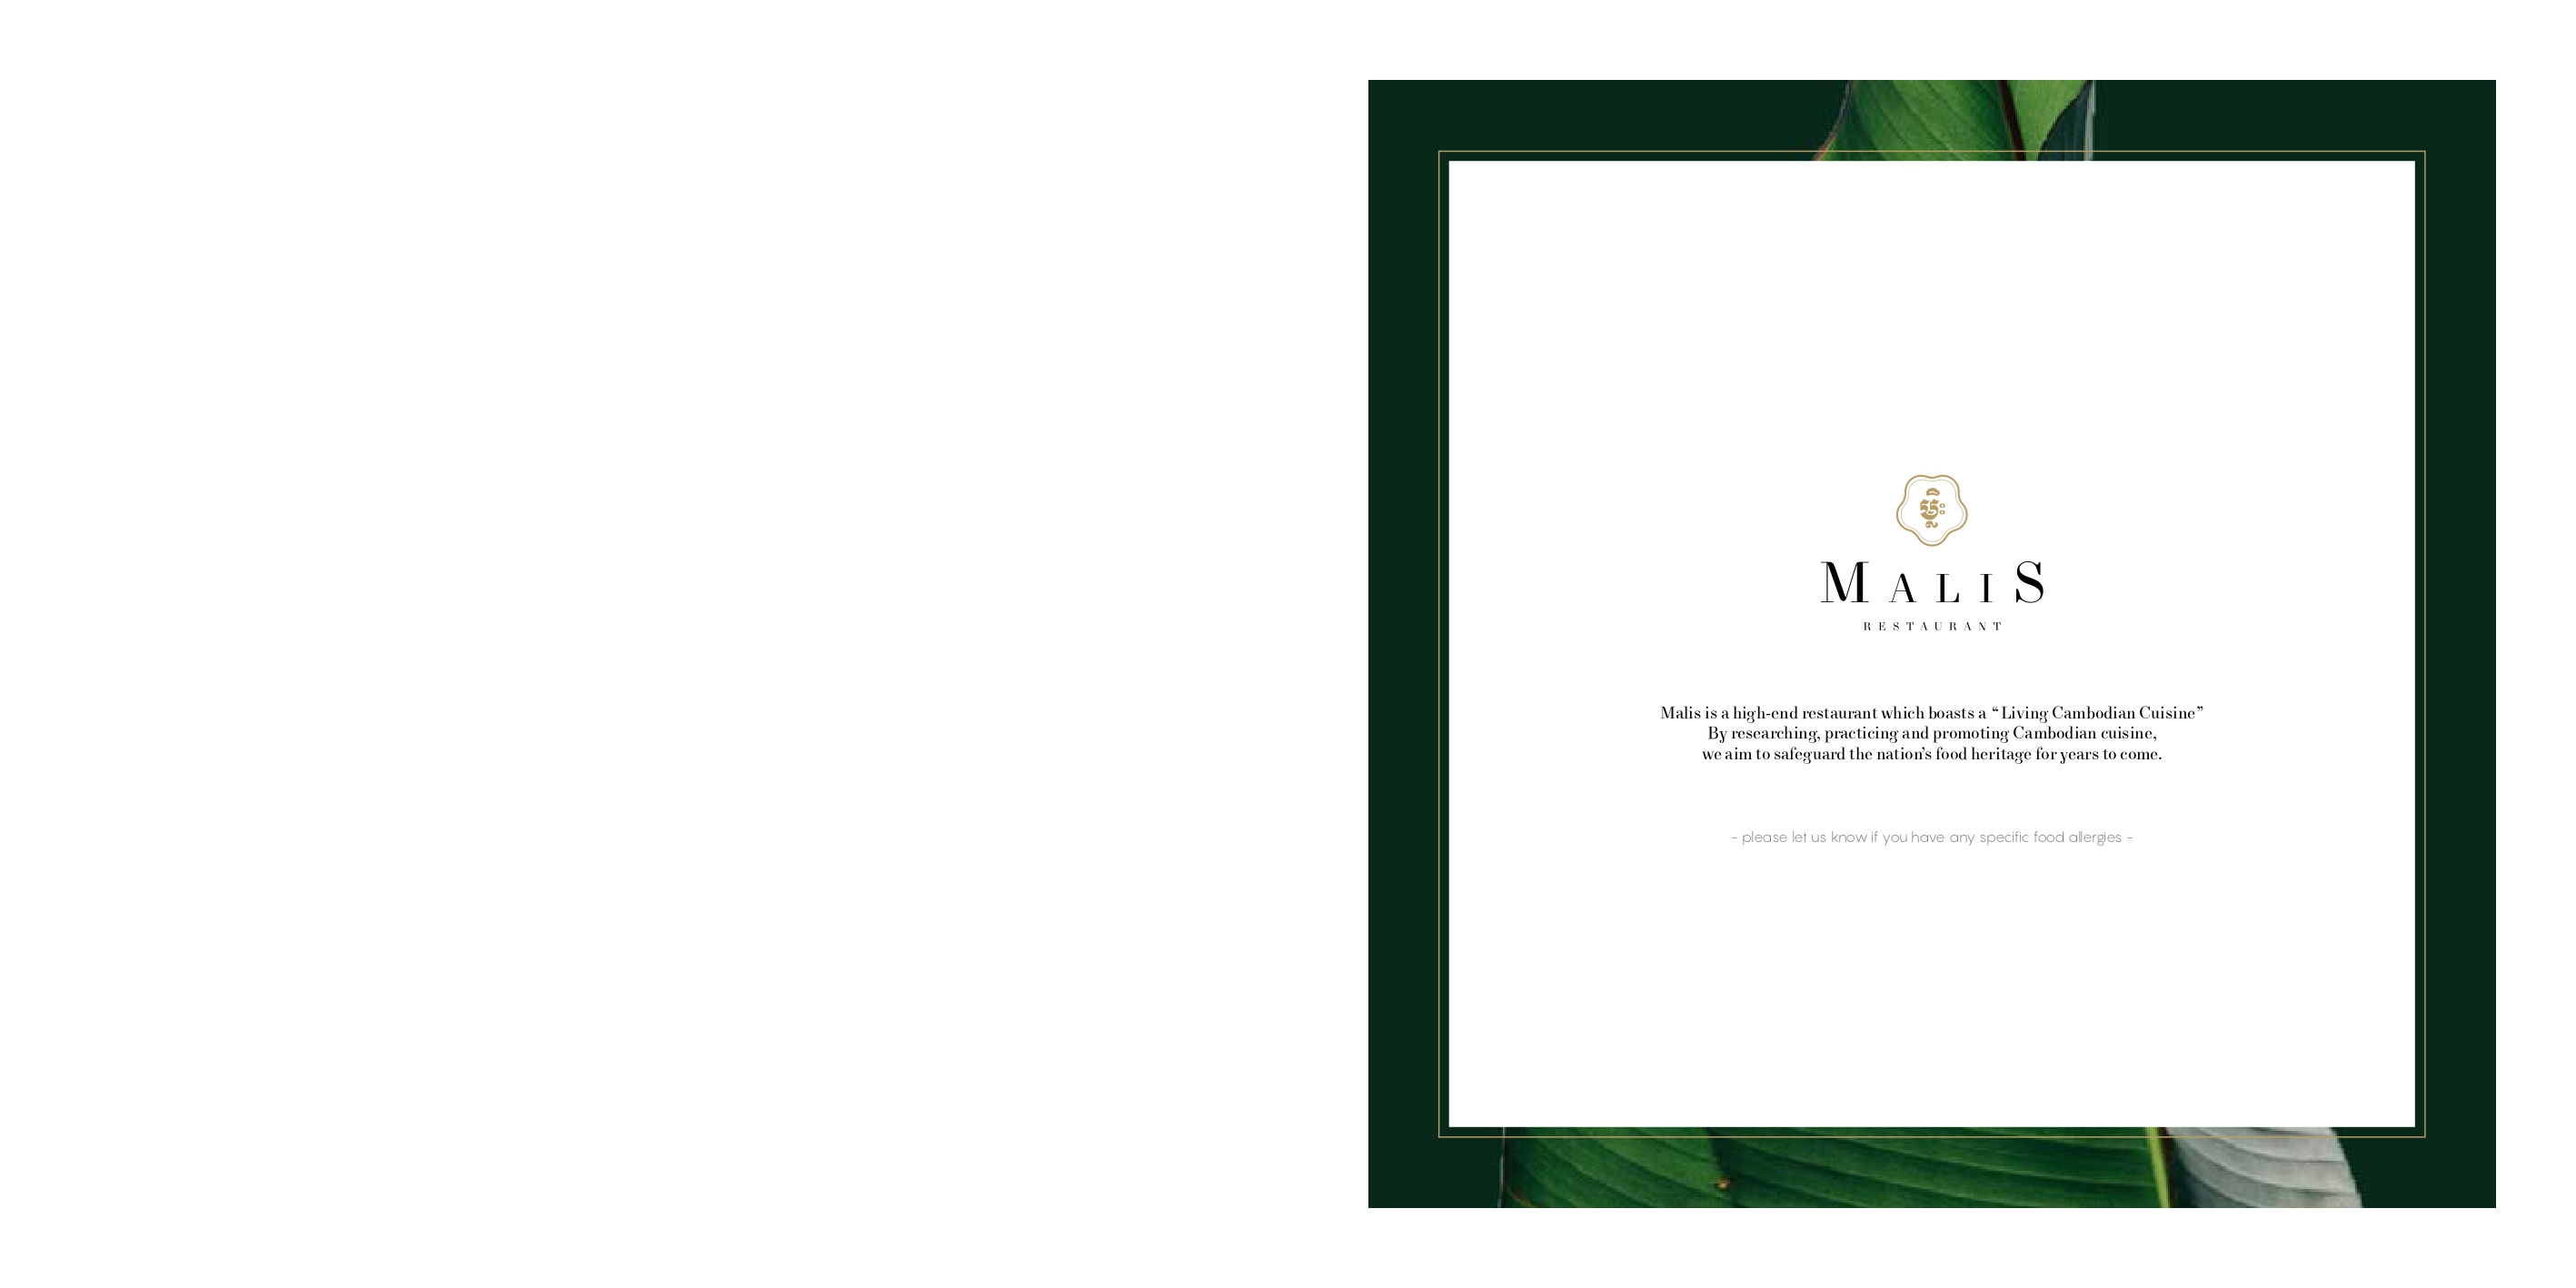 MALIS
RESTAURANT
Malis is a high-end restaurant which boasts a “Living Cambodian Cuisine”
By researching, practicing and promoting Cambodian cuisine,
we aim to safeguard the nation’s food heritage for years to come.
- please let us know if you have any specific food allergies -